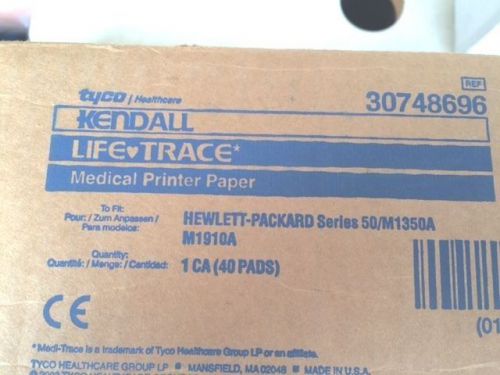 REF
tyco / Healthcare
30748696
KENDALL
LIFE♥TRACE*
Medical Printer Paper
To Fit:
Pour: / Zum Anpassen /
Para modelos:
HEWLETT-PACKARD Series 50/M1350A
M1910A
Quantity:
Quantité: / Menge: / Cantidad:
1 CA (40 PADS)
CE
(01
*Medi-Trace is a trademark of Tyco Healthcare Group LP or an affiliate.
TYCO HEALTHCARE GROUP LP ■ MANSFIELD, MA 02048 ■ MADE IN U.S.A.